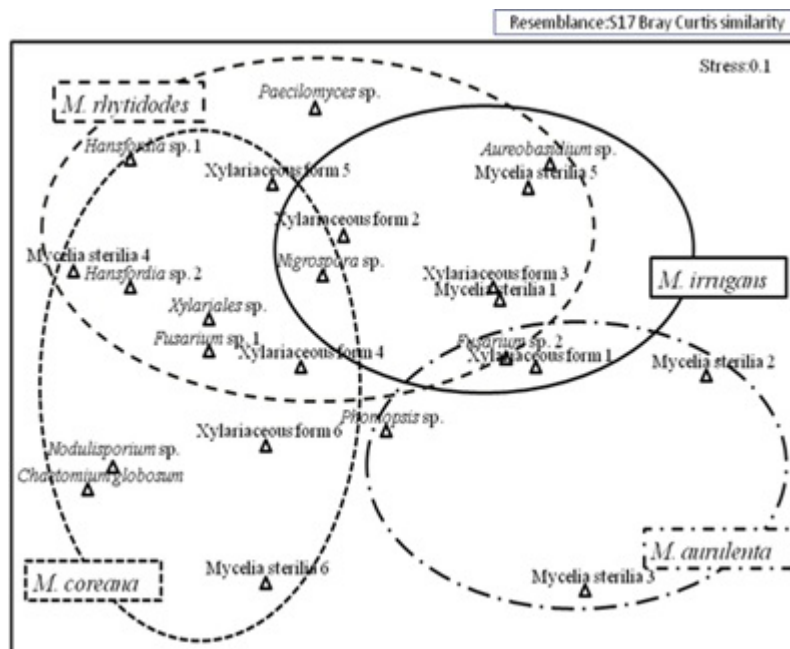 Resemblance:S17 Bray Curtis similarity
Stress:0.1
M. rhytidodes
Paecilomyces sp.
Hansfordia sp. 1
Aureobasidium sp.
Xylariaceous form 5
Mycelia sterilia 5
Xylariaceous form 2
Mycelia sterilia 4
Nigrospora sp.
Hansfordia sp. 2
Xylariaceous form 3
M. irrugans
Mycelia sterilia 1
Xylariales sp.
Fusarium sp. 1
Fusarium sp. 2
Xylariaceous form 4
Xylariaceous form 1
Mycelia sterilia 2
Phomopsis sp.
Xylariaceous form 6
Nodulisporium sp.
Chaetomium globosum
M. aurulenta
Mycelia sterilia 6
Mycelia sterilia 3
M. coreana